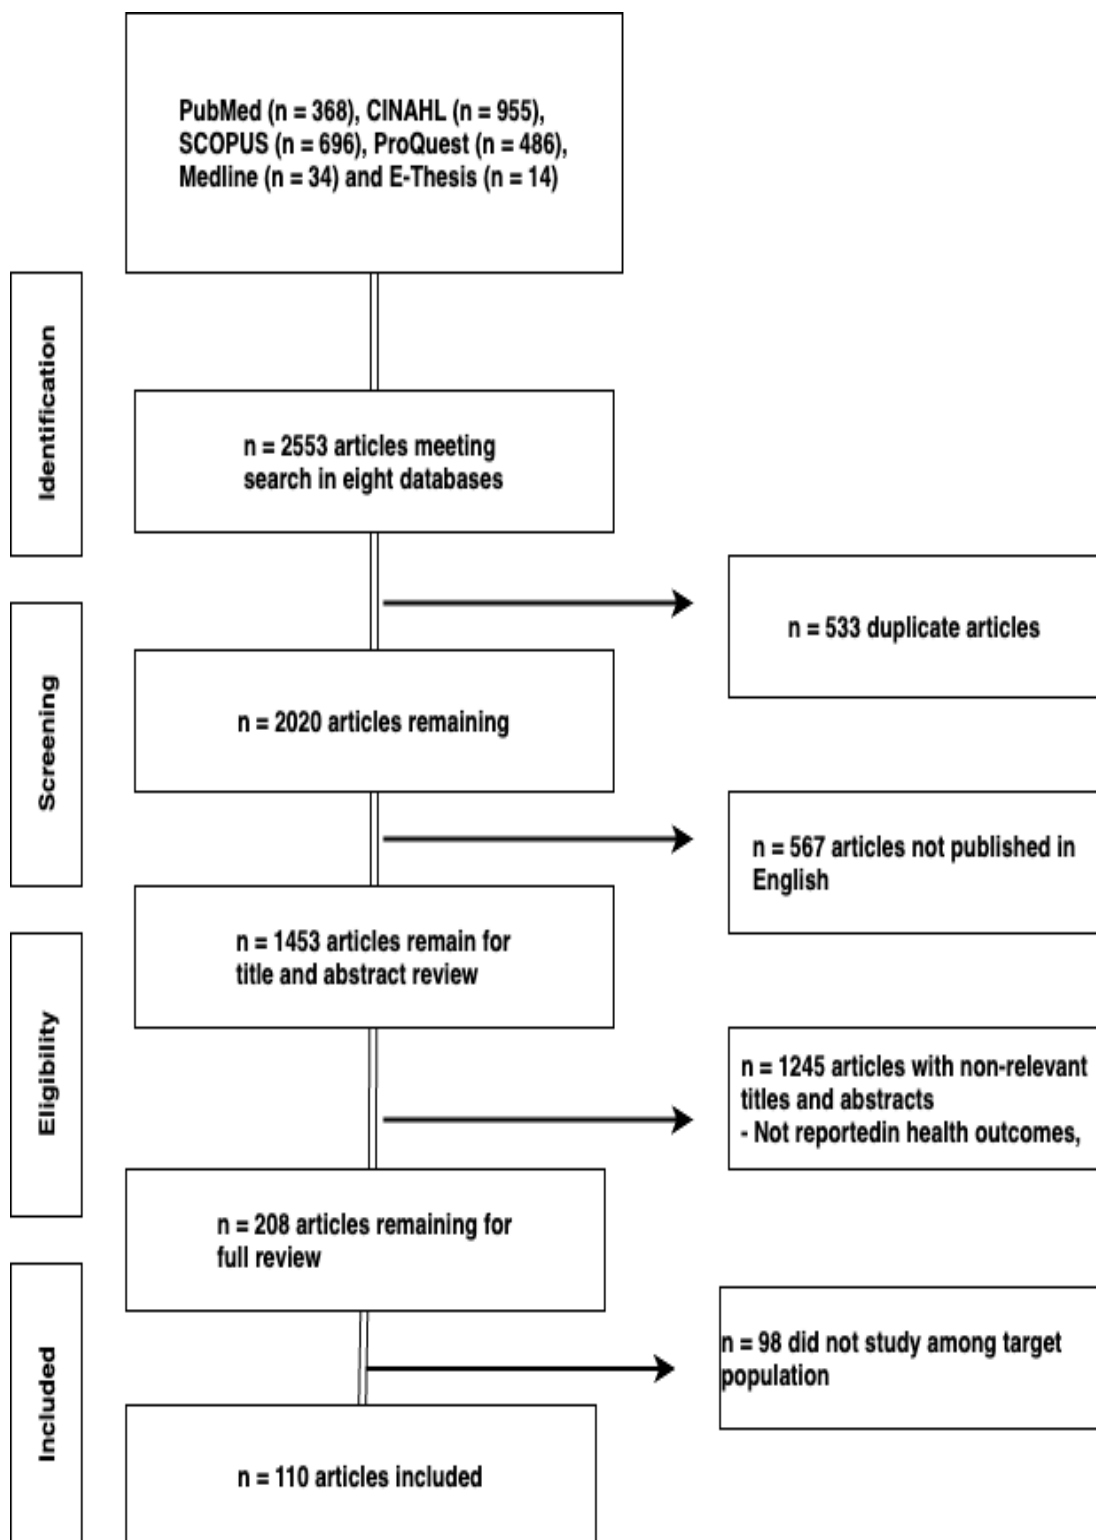 PubMed (n = 368), CINAHL (n = 955),
SCOPUS (n = 696), ProQuest (n = 486),
Medline (n = 34) and E-Thesis (n = 14)
Identification
n = 2553 articles meeting
search in eight databases
n = 533 duplicate articles
Screening
n = 2020 articles remaining
n = 567 articles not published in
English
n = 1453 articles remain for
title and abstract review
Eligibility
n = 1245 articles with non-relevant
titles and abstracts
- Not reportedin health outcomes,
n = 208 articles remaining for
full review
Included
n = 98 did not study among target
population
n = 110 articles included